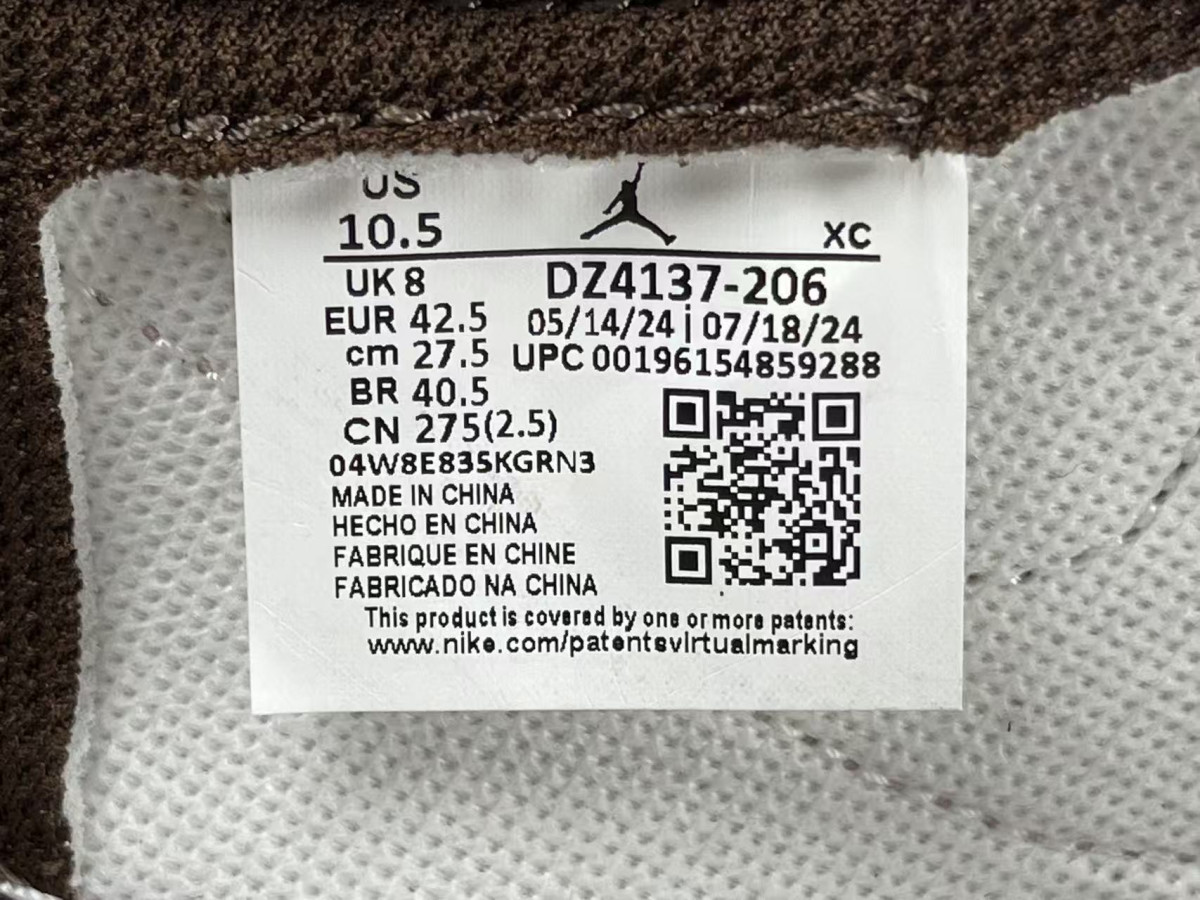 US
10.5 XC
UK 8 DZ4137-206
EUR 42.5 05/14/24 | 07/18/24
cm 27.5 UPC 00196154859288
BR 40.5
CN 275(2.5)
04W8E835KGRN3
MADE IN CHINA
HECHO EN CHINA
FABRIQUE EN CHINE
FABRICADO NA CHINA
This product is covered by one or more patents:
www.nike.com/patentsvirtualmarking